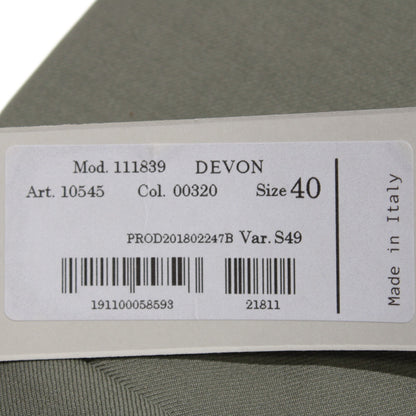 Mod. 111839 DEVON
Art. 10545 Col. 00320 Size 40
PROD201802247B Var. S49
191100058593 21811
Made in Italy